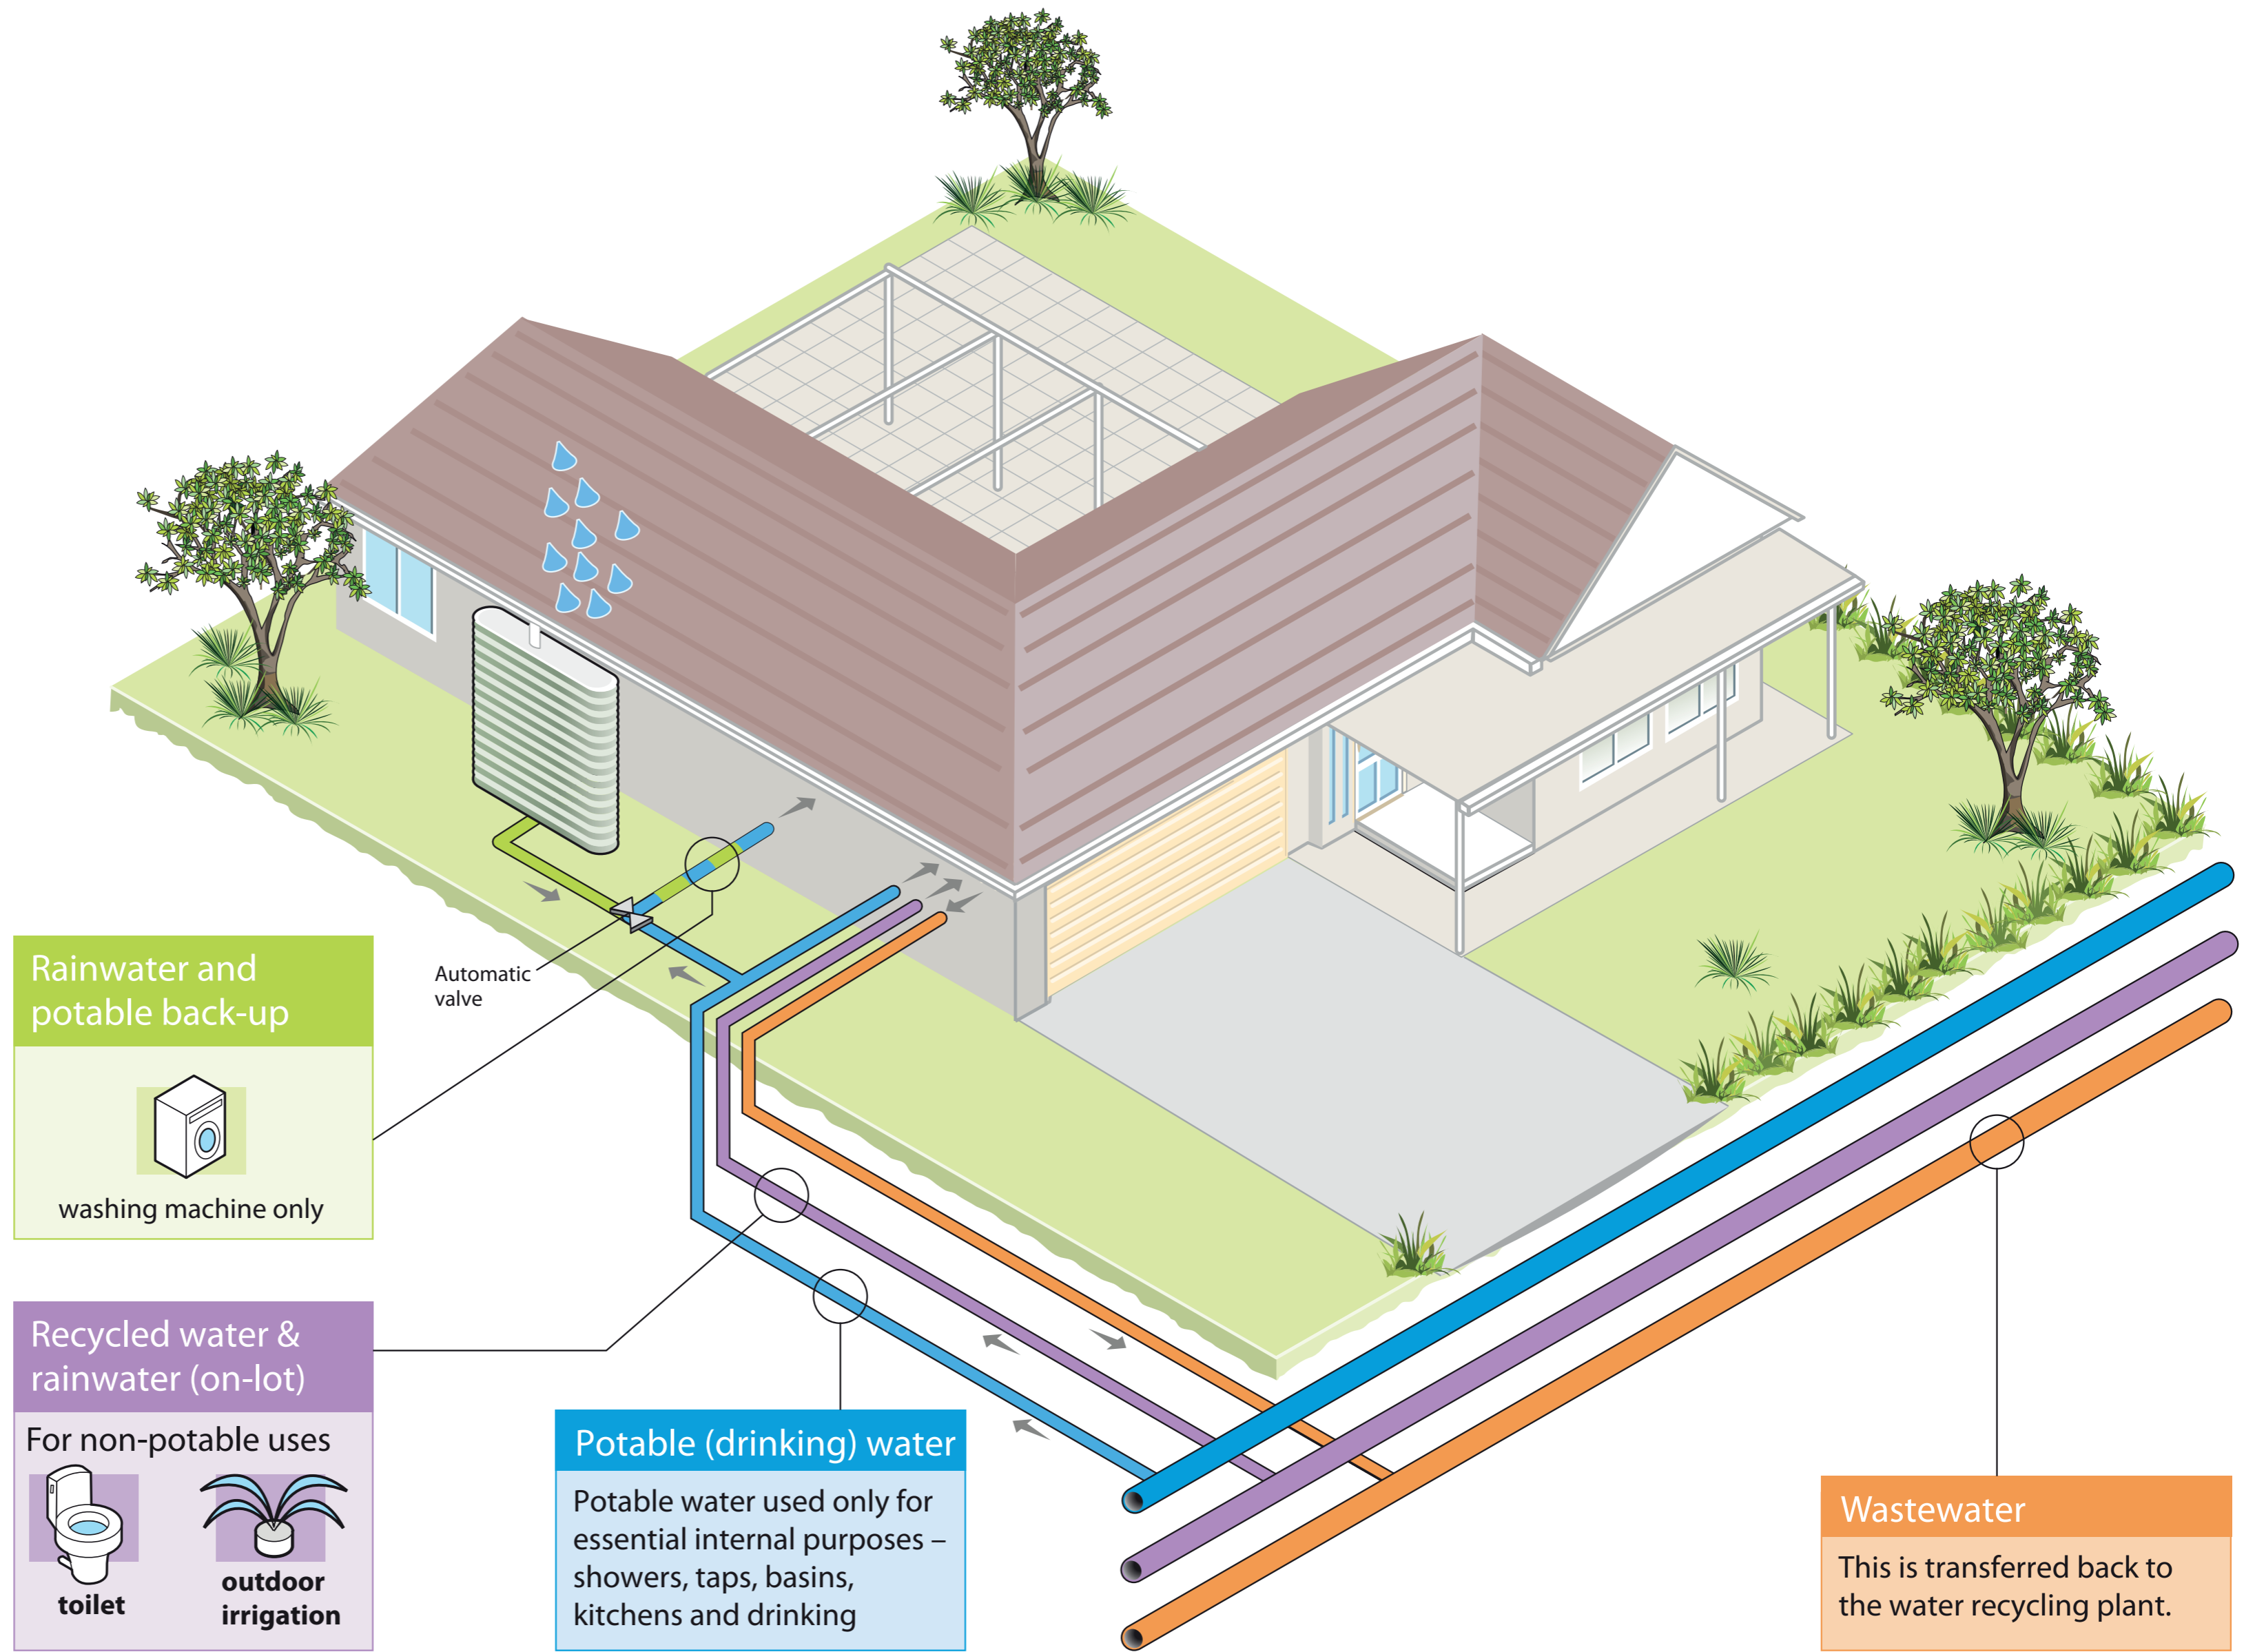 Automatic
valve
Rainwater and
potable back-up
washing machine only
Recycled water &
rainwater (on-lot)
For non-potable uses
toilet
outdoor
irrigation
Potable (drinking) water
Potable water used only for
essential internal purposes –
showers, taps, basins,
kitchens and drinking
Wastewater
This is transferred back to
the water recycling plant.